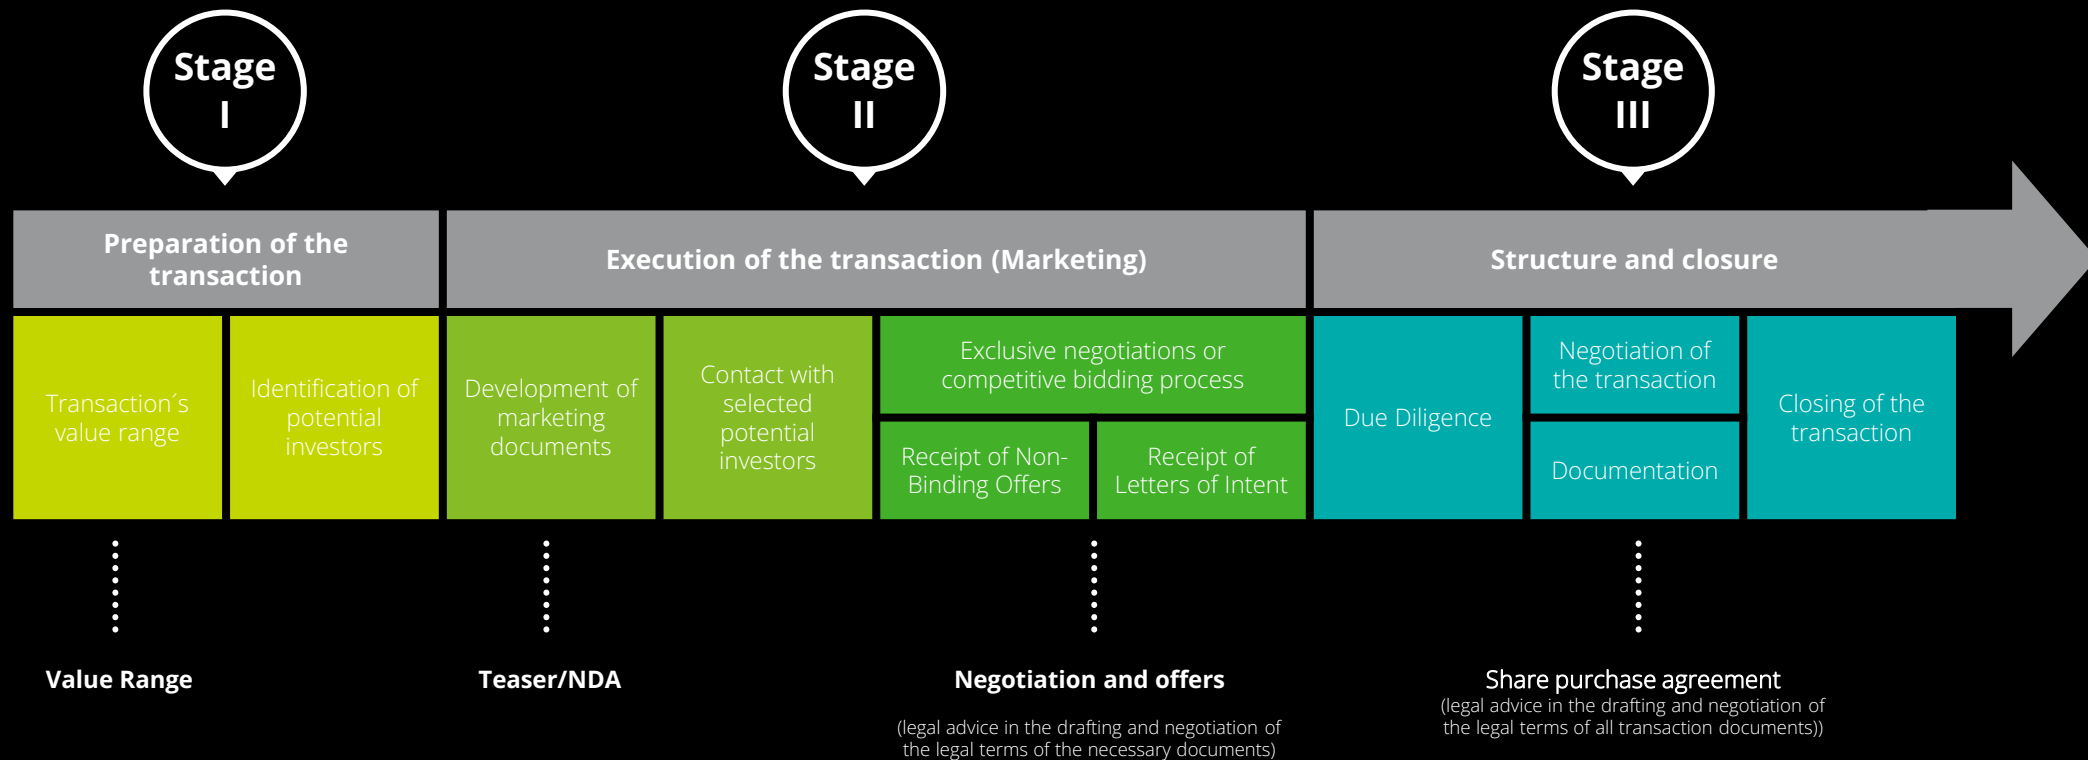 Stage
I
Stage
II
Stage
III
Preparation of the
transaction
Execution of the transaction (Marketing)
Structure and closure
Transaction´s
value range
Identification of
potential
investors
Development of
marketing
documents
Contact with
selected
potential
investors
Exclusive negotiations or
competitive bidding process
Receipt of Non-
Binding Offers
Receipt of
Letters of Intent
Due Diligence
Negotiation of
the transaction
Documentation
Closing of the
transaction
Value Range
Teaser/NDA
Negotiation and offers
(legal advice in the drafting and negotiation of
the legal terms of the necessary documents)
Share purchase agreement
(legal advice in the drafting and negotiation of
the legal terms of all transaction documents))